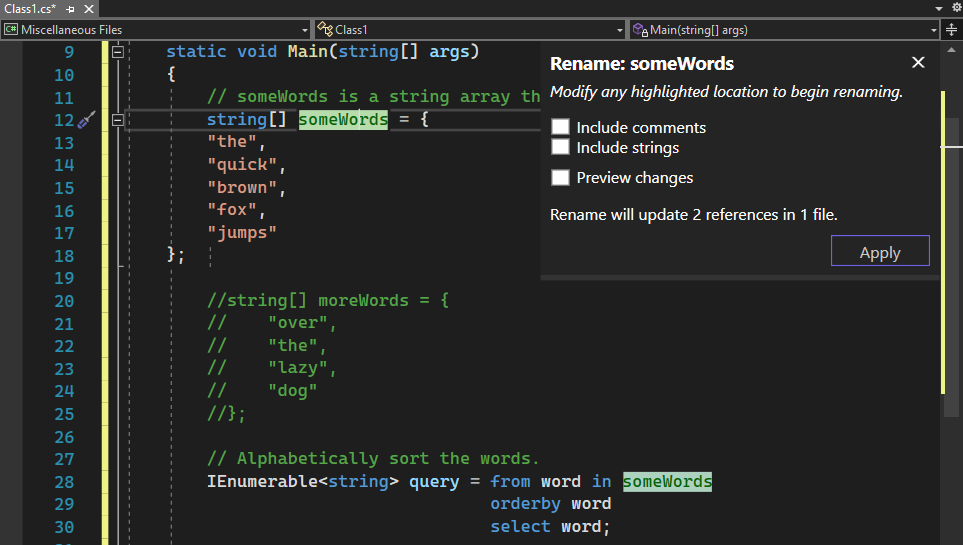 Class1.cs*
C# Miscellaneous Files
Class1
Main(string[] args)
9 static void Main(string[] args)
10 {
11 // someWords is a string array th
12 string[] someWords = {
13 "the",
14 "quick",
15 "brown",
16 "fox",
17 "jumps"
18 };
19
20 //string[] moreWords = {
21 // "over",
22 // "the",
23 // "lazy",
24 // "dog"
25 //};
26
27 // Alphabetically sort the words.
28 IEnumerable<string> query = from word in someWords
29 orderby word
30 select word;
Rename: someWords
Modify any highlighted location to begin renaming.
Include comments
Include strings
Preview changes
Rename will update 2 references in 1 file.
Apply